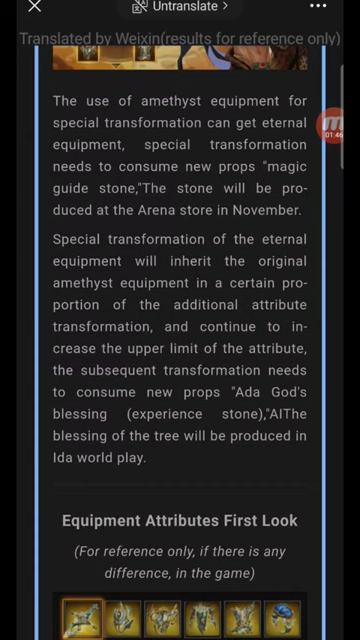 Untranslate >
Translated by Weixin(results for reference only)
The use of amethyst equipment for
special transformation can get eternal
equipment, special transformation
needs to consume new props "magic
guide stone,"The stone will be pro-
duced at the Arena store in November.
01:46
Special transformation of the eternal
equipment will inherit the original
amethyst equipment in a certain pro-
portion of the additional attribute
transformation, and continue to in-
crease the upper limit of the attribute,
the subsequent transformation needs
to consume new props "Ada God's
blessing (experience stone),"AIThe
blessing of the tree will be produced in
Ida world play.
Equipment Attributes First Look
(For reference only, if there is any
difference, in the game)